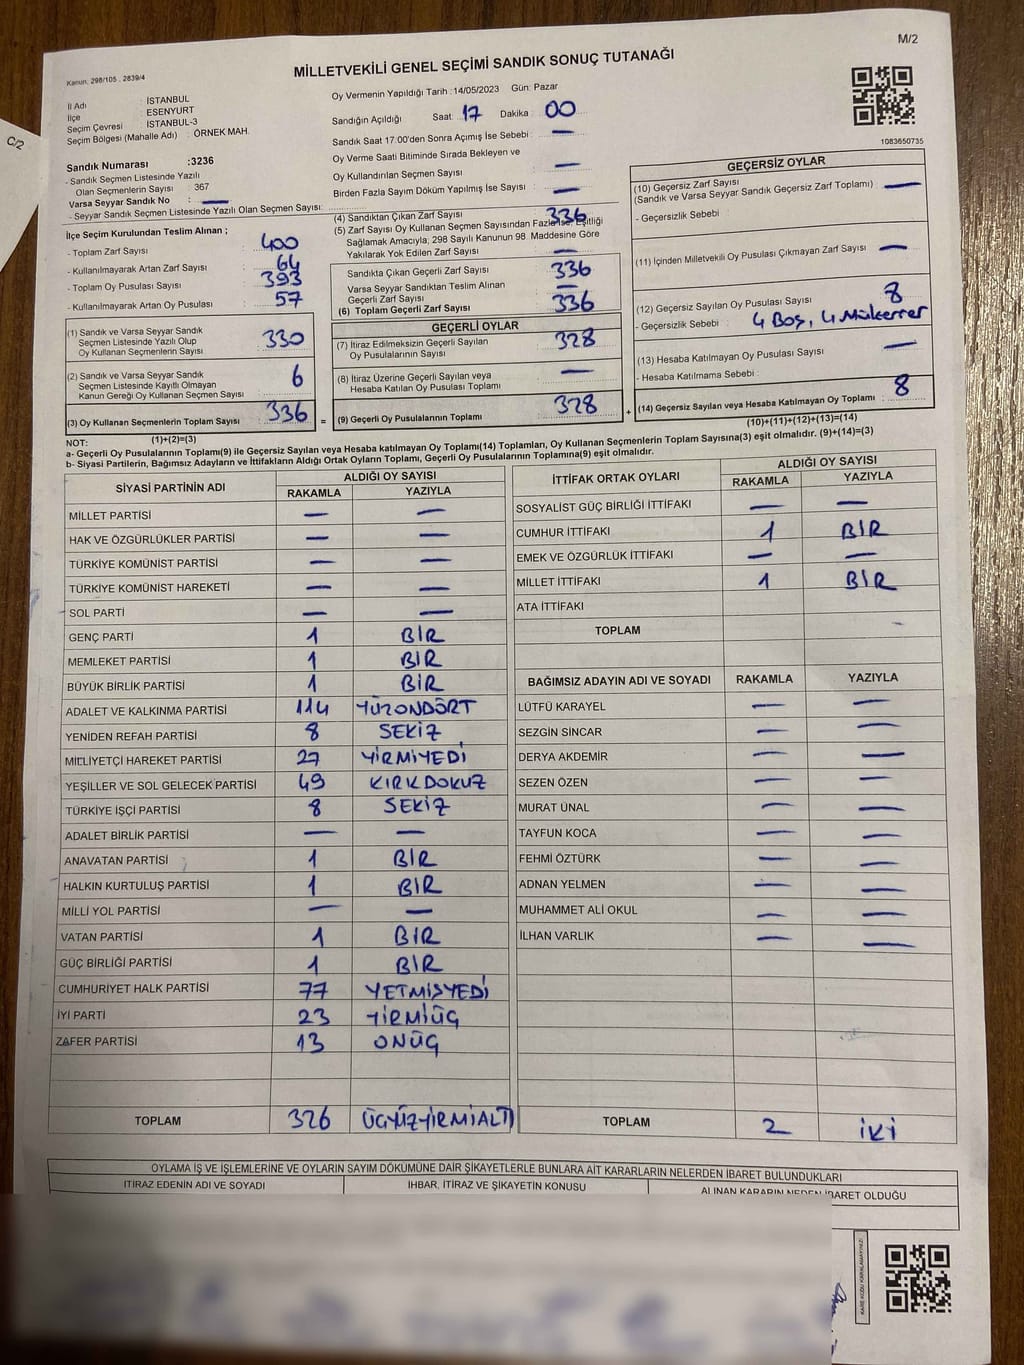 M/2
Kanun: 298/105 . 2839/4
MİLLETVEKİLİ GENEL SEÇİMİ SANDIK SONUÇ TUTANAĞI
İl Adı : İSTANBUL
İlçe : ESENYURT
Seçim Çevresi : İSTANBUL-3
Seçim Bölgesi (Mahalle Adı) : ÖRNEK MAH.
Oy Vermenin Yapıldığı Tarih :14/05/2023 Gün: Pazar
Sandığın Açıldığı Saat: 17 Dakika : 00
Sandık Saat 17.00'den Sonra Açımış İse Sebebi : —
Oy Verme Saati Bitiminde Sırada Bekleyen ve
Oy Kullandırılan Seçmen Sayısı : —
Birden Fazla Sayım Döküm Yapılmış İse Sayısı : —
1083650735
Sandık Numarası :3236
- Sandık Seçmen Listesinde Yazılı
Olan Seçmenlerin Sayısı : 367
Varsa Seyyar Sandık No : —
- Seyyar Sandık Seçmen Listesinde Yazılı Olan Seçmen Sayısı:
İlçe Seçim Kurulundan Teslim Alınan ;
- Toplam Zarf Sayısı : 400
- Kullanılmayarak Artan Zarf Sayısı : 64
- Toplam Oy Pusulası Sayısı : 393
- Kullanılmayarak Artan Oy Pusulası : 57
(1) Sandık ve Varsa Seyyar Sandık
Seçmen Listesinde Yazılı Olup
Oy Kullanan Seçmenlerin Sayısı : 330
(2) Sandık ve Varsa Seyyar Sandık
Seçmen Listesinde Kayıtlı Olmayan
Kanun Gereği Oy Kullanan Seçmen Sayısı : 6
(3) Oy Kullanan Seçmenlerin Toplam Sayısı : 336
(1)+(2)=(3)
(4) Sandıktan Çıkan Zarf Sayısı : 336
(5) Zarf Sayısı Oy Kullanan Seçmen Sayısından Fazla İse, Eşitliği
Sağlamak Amacıyla; 298 Sayılı Kanunun 98. Maddesine Göre
Yakılarak Yok Edilen Zarf Sayısı : —
Sandıkta Çıkan Geçerli Zarf Sayısı : 336
Varsa Seyyar Sandıktan Teslim Alınan
Geçerli Zarf Sayısı : —
(6) Toplam Geçerli Zarf Sayısı : 336
GEÇERLİ OYLAR
(7) İtiraz Edilmeksizin Geçerli Sayılan
Oy Pusulalarının Sayısı : 328
(8) İtiraz Üzerine Geçerli Sayılan veya
Hesaba Katılan Oy Pusulası Toplamı : —
= (9) Geçerli Oy Pusulalarının Toplamı : 328
GEÇERSİZ OYLAR
(10) Geçersiz Zarf Sayısı
(Sandık ve Varsa Seyyar Sandık Geçersiz Zarf Toplamı) : —
- Geçersizlik Sebebi :
(11) İçinden Milletvekili Oy Pusulası Çıkmayan Zarf Sayısı : —
(12) Geçersiz Sayılan Oy Pusulası Sayısı : 8
- Geçersizlik Sebebi : 4 Boş, 4 Mükerrer
(13) Hesaba Katılmayan Oy Pusulası Sayısı : —
- Hesaba Katılmama Sebebi :
+ (14) Geçersiz Sayılan veya Hesaba Katılmayan Oy Toplamı : 8
(10)+(11)+(12)+(13)=(14)
NOT:
a- Geçerli Oy Pusulalarının Toplamı(9) ile Geçersiz Sayılan veya Hesaba katılmayan Oy Toplamı(14) Toplamları, Oy Kullanan Seçmenlerin Toplam Sayısına(3) eşit olmalıdır. (9)+(14)=(3)
b- Siyasi Partilerin, Bağımsız Adayların ve İttifakların Aldığı Ortak Oyların Toplamı, Geçerli Oy Pusulalarının Toplamına(9) eşit olmalıdır.
SİYASİ PARTİNİN ADI ALDIĞI OY SAYISI
RAKAMLA YAZIYLA
MİLLET PARTİSİ — —
HAK VE ÖZGÜRLÜKLER PARTİSİ — —
TÜRKİYE KOMÜNİST PARTİSİ — —
TÜRKİYE KOMÜNİST HAREKETİ — —
SOL PARTİ — —
GENÇ PARTİ 1 BİR
MEMLEKET PARTİSİ 1 BİR
BÜYÜK BİRLİK PARTİSİ 1 BİR
ADALET VE KALKINMA PARTİSİ 114 YÜZONDÖRT
YENİDEN REFAH PARTİSİ 8 SEKİZ
MİLLİYETÇİ HAREKET PARTİSİ 27 YİRMİYEDİ
YEŞİLLER VE SOL GELECEK PARTİSİ 49 KIRKDOKUZ
TÜRKİYE İŞÇİ PARTİSİ 8 SEKİZ
ADALET BİRLİK PARTİSİ — —
ANAVATAN PARTİSİ 1 BİR
HALKIN KURTULUŞ PARTİSİ 1 BİR
MİLLİ YOL PARTİSİ — —
VATAN PARTİSİ 1 BİR
GÜÇ BİRLİĞİ PARTİSİ 1 BİR
CUMHURİYET HALK PARTİSİ 77 YETMİŞYEDİ
İYİ PARTİ 23 YİRMİÜÇ
ZAFER PARTİSİ 13 ONÜÇ
TOPLAM 326 ÜÇYÜZYİRMİALTI
İTTİFAK ORTAK OYLARI ALDIĞI OY SAYISI
RAKAMLA YAZIYLA
SOSYALİST GÜÇ BİRLİĞİ İTTİFAKI — —
CUMHUR İTTİFAKI 1 BİR
EMEK VE ÖZGÜRLÜK İTTİFAKI — —
MİLLET İTTİFAKI 1 BİR
ATA İTTİFAKI
TOPLAM
BAĞIMSIZ ADAYIN ADI VE SOYADI RAKAMLA YAZIYLA
LÜTFÜ KARAYEL — —
SEZGİN SİNCAR — —
DERYA AKDEMİR — —
SEZEN ÖZEN — —
MURAT ÜNAL — —
TAYFUN KOCA — —
FEHMİ ÖZTÜRK — —
ADNAN YELMEN — —
MUHAMMET ALİ OKUL — —
İLHAN VARLIK — —
TOPLAM 2 İKİ
OYLAMA İŞ VE İŞLEMLERİNE VE OYLARIN SAYIM DÖKÜMÜNE DAİR ŞİKAYETLERLE BUNLARA AİT KARARLARIN NELERDEN İBARET BULUNDUKLARI
İTİRAZ EDENİN ADI VE SOYADI İHBAR, İTİRAZ VE ŞİKAYETİN KONUSU ALINAN KARARIN NEDEN İBARET OLDUĞU
KARE KODU KARALAMAYINIZ!
C/2